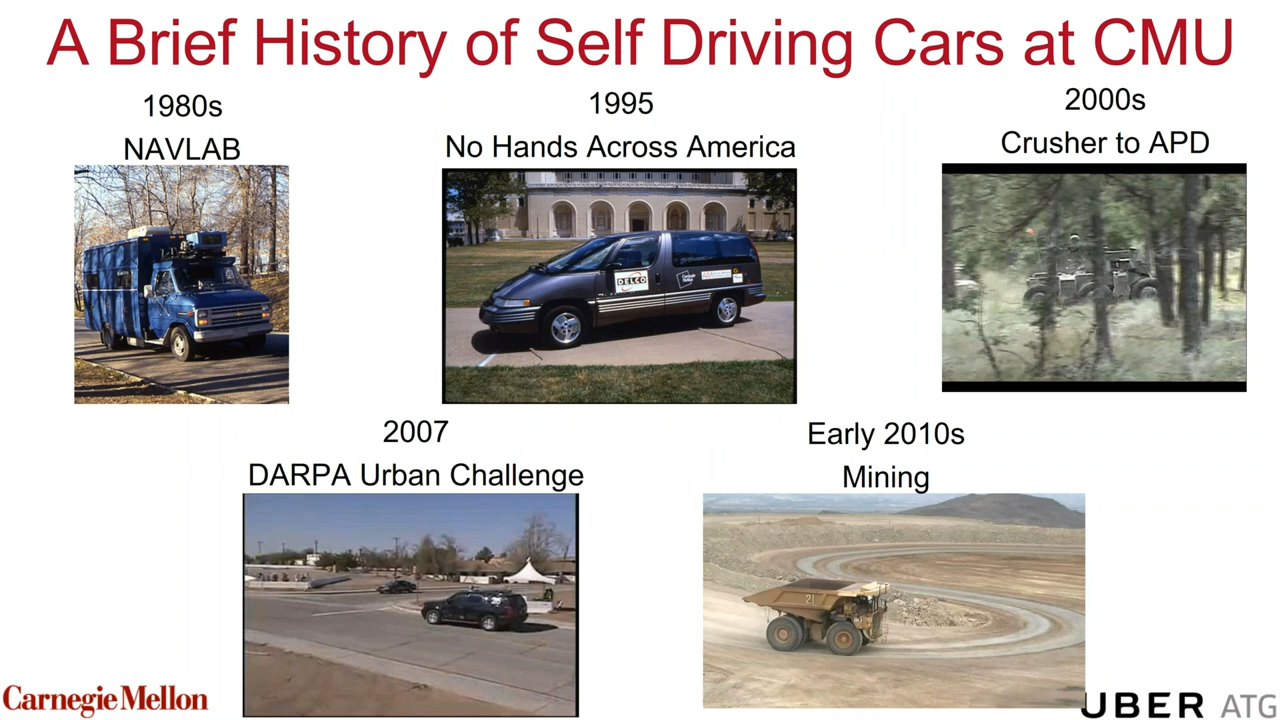 A Brief History of Self Driving Cars at CMU
1980s
NAVLAB
1995
No Hands Across America
2000s
Crusher to APD
DELCO
2007
DARPA Urban Challenge
Early 2010s
Mining
21
Carnegie Mellon
UBER ATG